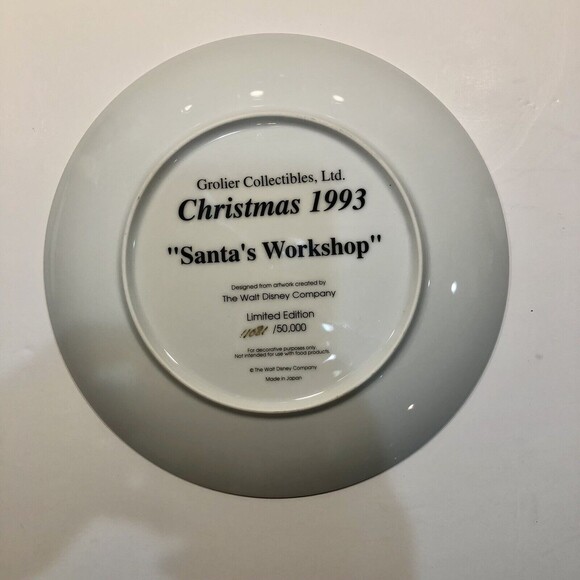 Grolier Collectibles, Ltd.
Christmas 1993
"Santa's Workshop"
Designed from artwork created by
The Walt Disney Company
Limited Edition
/50,000
For decorative purposes only.
Not intended for use with food products.
© The Walt Disney Company
Made in Japan